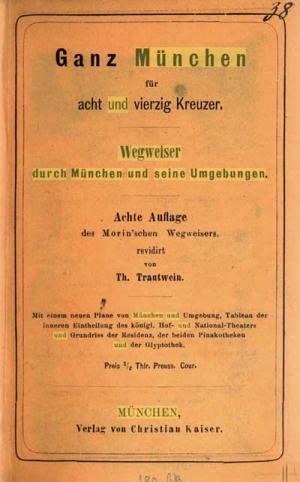 38
Ganz München
für
acht und vierzig Kreuzer.
Wegweiser
durch München und seine Umgebungen.
Achte Auflage
des Morin'schen Wegweisers,
revidirt
von
Th. Trautwein.
Mit einem neuen Plane von München und Umgebung, Tableau der
inneren Eintheilung des königl. Hof- und National-Theaters
und Grundriss der Residenz, der beiden Pinakotheken
und der Glyptothek.
Preis Thlr. Preuss. Cour.
MÜNCHEN,
Verlag von Christian Kaiser.